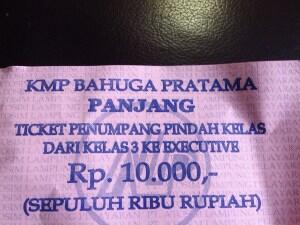 KMP BAHUGA PRATAMA
PANJANG
TICKET PENUMPANG PINDAH KELAS
DARI KELAS 3 KE EXECUTIVE
Rp. 10.000,-
(SEPULUH RIBU RUPIAH)